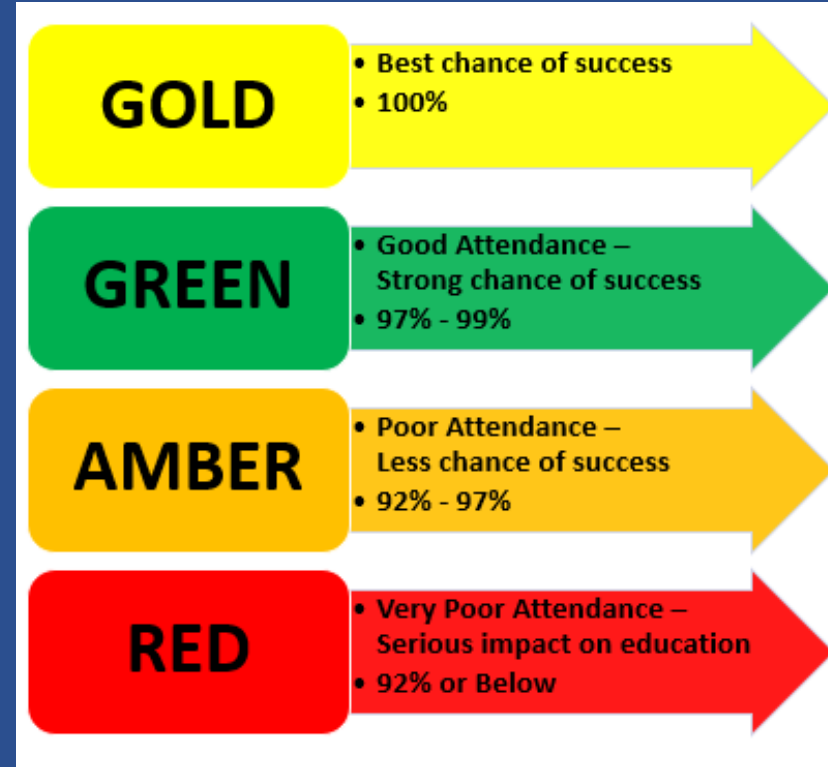 GOLD
• Best chance of success
• 100%
GREEN
• Good Attendance –
Strong chance of success
• 97% - 99%
AMBER
• Poor Attendance –
Less chance of success
• 92% - 97%
RED
• Very Poor Attendance –
Serious impact on education
• 92% or Below